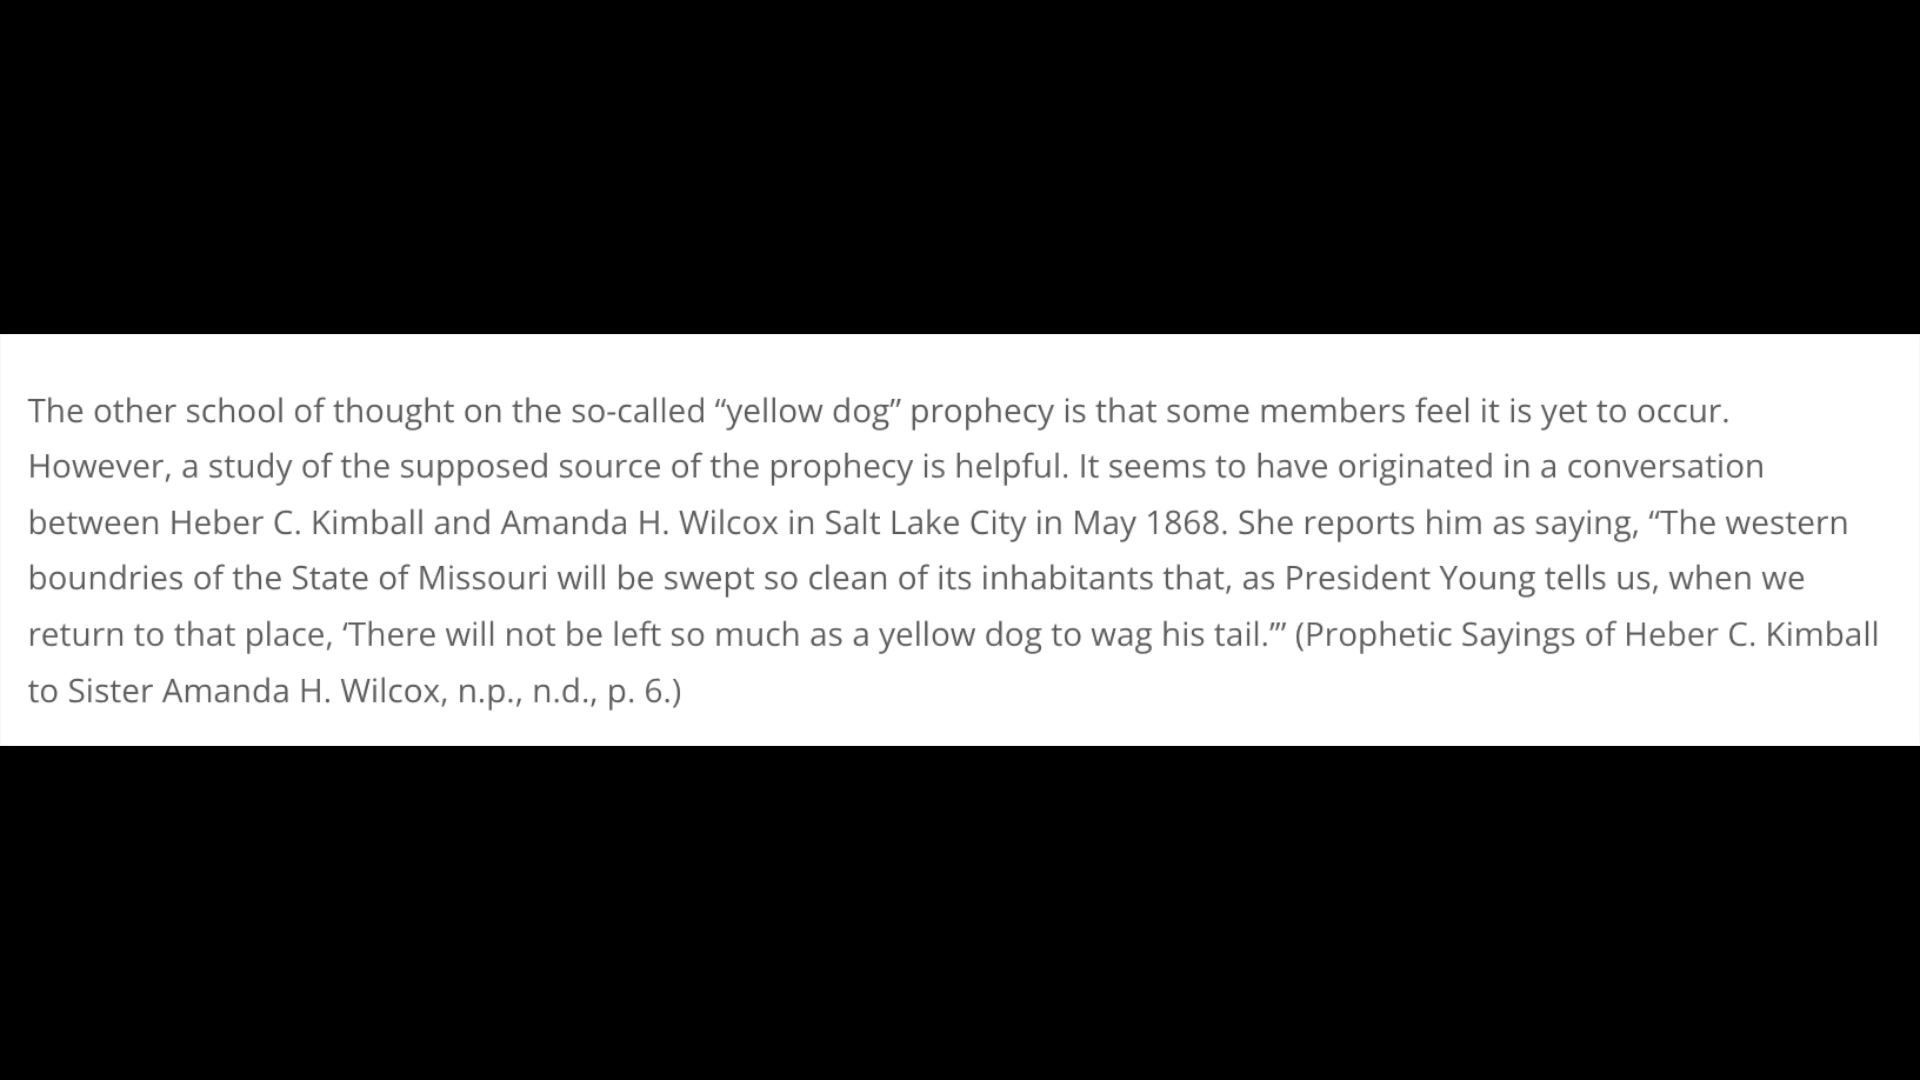 The other school of thought on the so-called “yellow dog” prophecy is that some members feel it is yet to occur.
However, a study of the supposed source of the prophecy is helpful. It seems to have originated in a conversation
between Heber C. Kimball and Amanda H. Wilcox in Salt Lake City in May 1868. She reports him as saying, “The western
boundries of the State of Missouri will be swept so clean of its inhabitants that, as President Young tells us, when we
return to that place, ‘There will not be left so much as a yellow dog to wag his tail.’” (Prophetic Sayings of Heber C. Kimball
to Sister Amanda H. Wilcox, n.p., n.d., p. 6.)